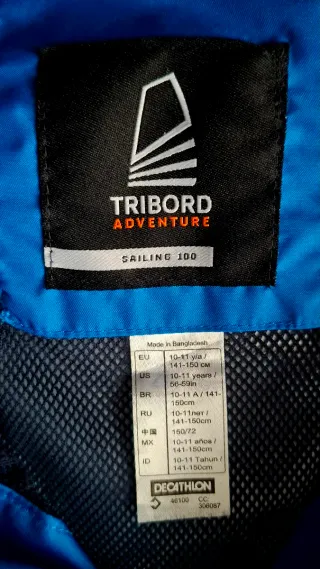 TRIBORD
ADVENTURE
SAILING 100
Made in Bangladesh
EU 10-11 y/a /
141-150 см
US 10-11 years /
56-59in
BR 10-11 A / 141-
150cm
RU 10-11лет /
141-150cm
中国 150/72
MX 10-11 años /
141-150cm
ID 10-11 Tahun /
141-150cm
DECATHLON
CC: